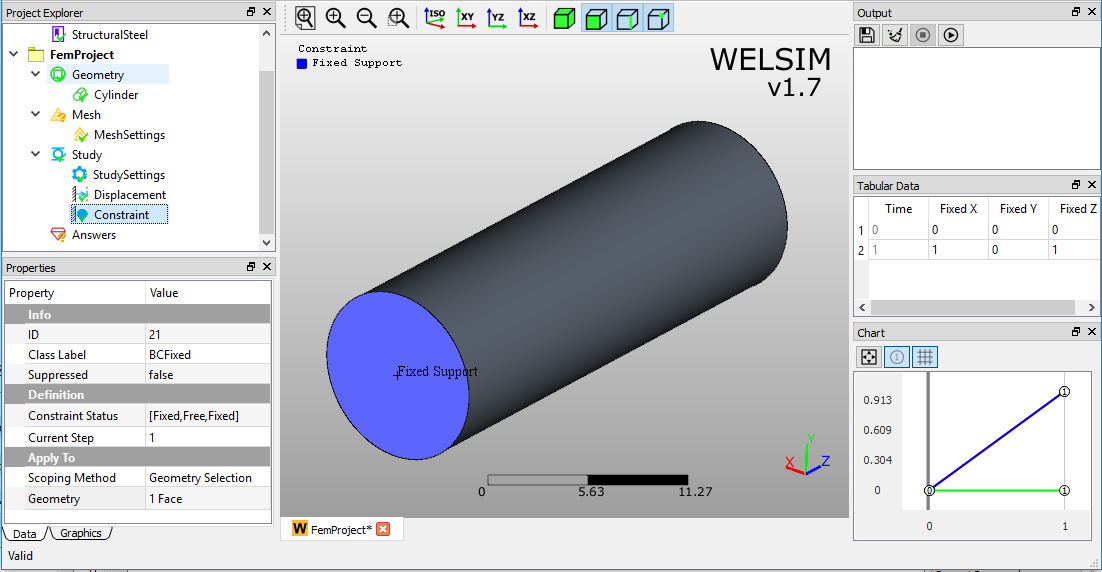 Project Explorer
StructuralSteel
FemProject
Geometry
Cylinder
Mesh
MeshSettings
Study
StudySettings
Displacement
Constraint
Answers
Properties
Property Value
Info
ID 21
Class Label BCFixed
Suppressed false
Definition
Constraint Status [Fixed,Free,Fixed]
Current Step 1
Apply To
Scoping Method Geometry Selection
Geometry 1 Face
Data Graphics
Valid
ISO XY YZ XZ
Constraint
Fixed Support
WELSIM
v1.7
Fixed Support
Y
X Z
0 5.63 11.27
W FemProject*
Output
Tabular Data
Time Fixed X Fixed Y Fixed Z
1 0 0 0 0
2 1 1 0 1
Chart
1
0.913
0.609
0.304
0
0 1 1
0 1